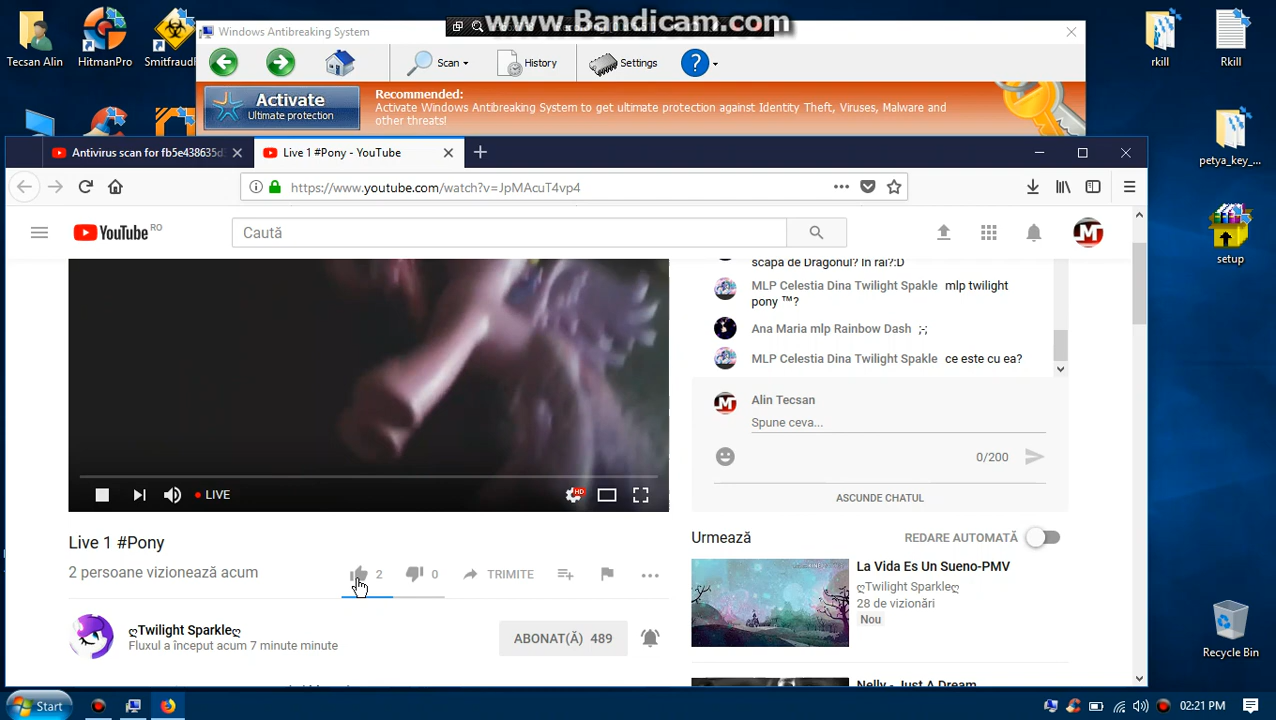 www.Bandicam.com
Tecsan Alin
HitmanPro
Windows Antibreaking System
Scan
History
Settings
Activate
Ultimate protection
Recommended:
Activate Windows Antibreaking System to get ultimate protection against Identity Theft, Viruses, Malware and
other threats!
rkill
Rkill
petya_key_...
setup
Recycle Bin
Antivirus scan for fb5e438635d
Live 1 #Pony - YouTube
https://www.youtube.com/watch?v=JpMAcuT4vp4
YouTube RO
Caută
scapa de Dragonul? In rai?:D
MLP Celestia Dina Twilight Spakle mlp twilight
pony ™?
Ana Maria mlp Rainbow Dash ;-;
MLP Celestia Dina Twilight Spakle ce este cu ea?
Alin Tecsan
Spune ceva...
0/200
ASCUNDE CHATUL
LIVE
HD
Live 1 #Pony
2 persoane vizionează acum
2
0
TRIMITE
ღTwilight Sparkleღ
Fluxul a început acum 7 minute minute
ABONAT(Ă) 489
Urmează
REDARE AUTOMATĂ
La Vida Es Un Sueno-PMV
ღTwilight Sparkleღ
28 de vizionări
Nou
Nelly - Just A Dream
Start
02:21 PM